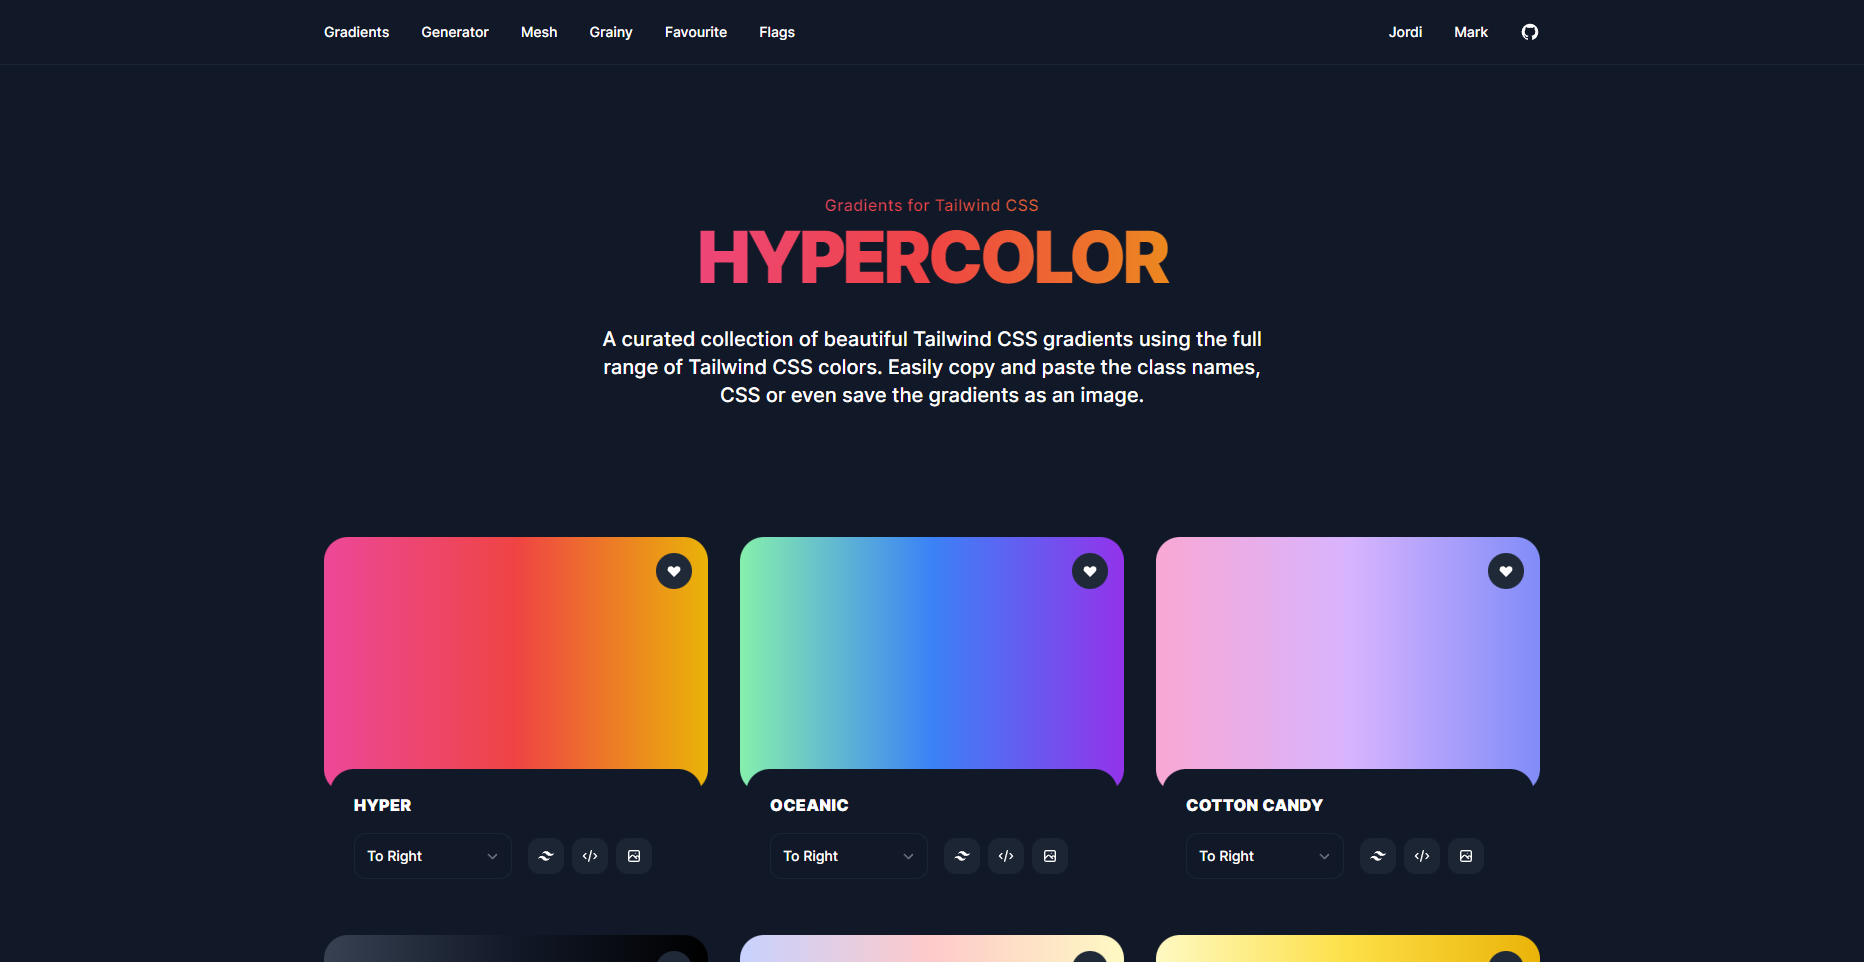 Gradients Generator Mesh Grainy Favourite Flags Jordi Mark
Gradients for Tailwind CSS
HYPERCOLOR
A curated collection of beautiful Tailwind CSS gradients using the full
range of Tailwind CSS colors. Easily copy and paste the class names,
CSS or even save the gradients as an image.
HYPER
To Right
OCEANIC
To Right
COTTON CANDY
To Right